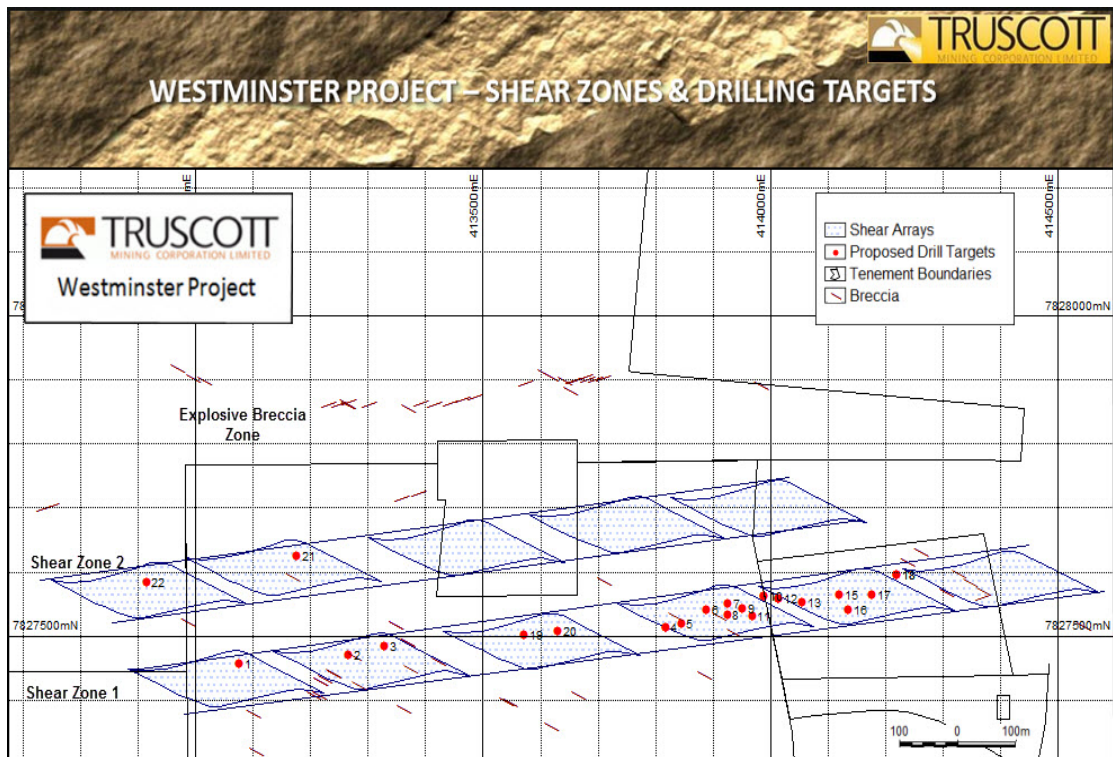 TRUSCOTT
MINING CORPORATION LIMITED
WESTMINSTER PROJECT – SHEAR ZONES & DRILLING TARGETS
TRUSCOTT
MINING CORPORATION LIMITED
Westminster Project
mE
413500mE
414000mE
414500mE
Shear Arrays
Proposed Drill Targets
Tenement Boundaries
Breccia
7828000mN
Explosive Breccia
Zone
Shear Zone 2
22
21
7827500mN
7827500mN
Shear Zone 1
1
2
3
19
20
4
5
6
7
8
9
10
11
12
13
15
16
17
18
100 0 100m